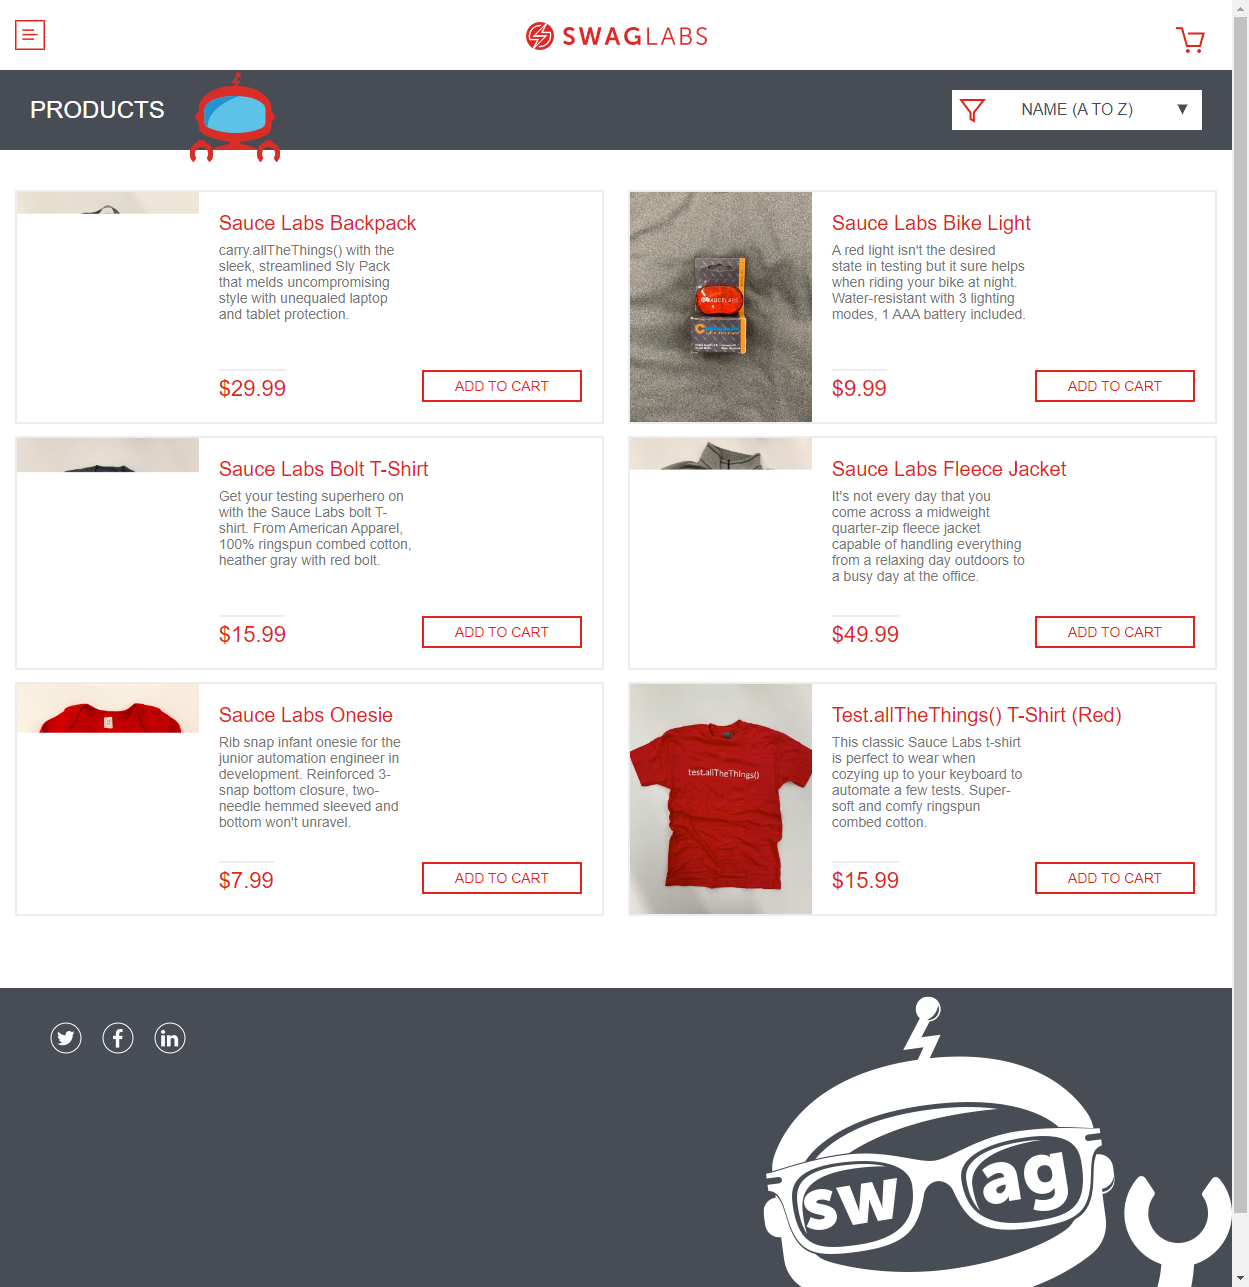 SWAGLABS
PRODUCTS
NAME (A TO Z)
Sauce Labs Backpack
carry.allTheThings() with the
sleek, streamlined Sly Pack
that melds uncompromising
style with unequaled laptop
and tablet protection.
$29.99
ADD TO CART
SAUCELABS
Sauce Labs Bike Light
A red light isn't the desired
state in testing but it sure helps
when riding your bike at night.
Water-resistant with 3 lighting
modes, 1 AAA battery included.
$9.99
ADD TO CART
Sauce Labs Bolt T-Shirt
Get your testing superhero on
with the Sauce Labs bolt T-
shirt. From American Apparel,
100% ringspun combed cotton,
heather gray with red bolt.
$15.99
ADD TO CART
Sauce Labs Fleece Jacket
It's not every day that you
come across a midweight
quarter-zip fleece jacket
capable of handling everything
from a relaxing day outdoors to
a busy day at the office.
$49.99
ADD TO CART
Sauce Labs Onesie
Rib snap infant onesie for the
junior automation engineer in
development. Reinforced 3-
snap bottom closure, two-
needle hemmed sleeved and
bottom won't unravel.
$7.99
ADD TO CART
test.allTheThings()
Test.allTheThings() T-Shirt (Red)
This classic Sauce Labs t-shirt
is perfect to wear when
cozying up to your keyboard to
automate a few tests. Super-
soft and comfy ringspun
combed cotton.
$15.99
ADD TO CART
swag